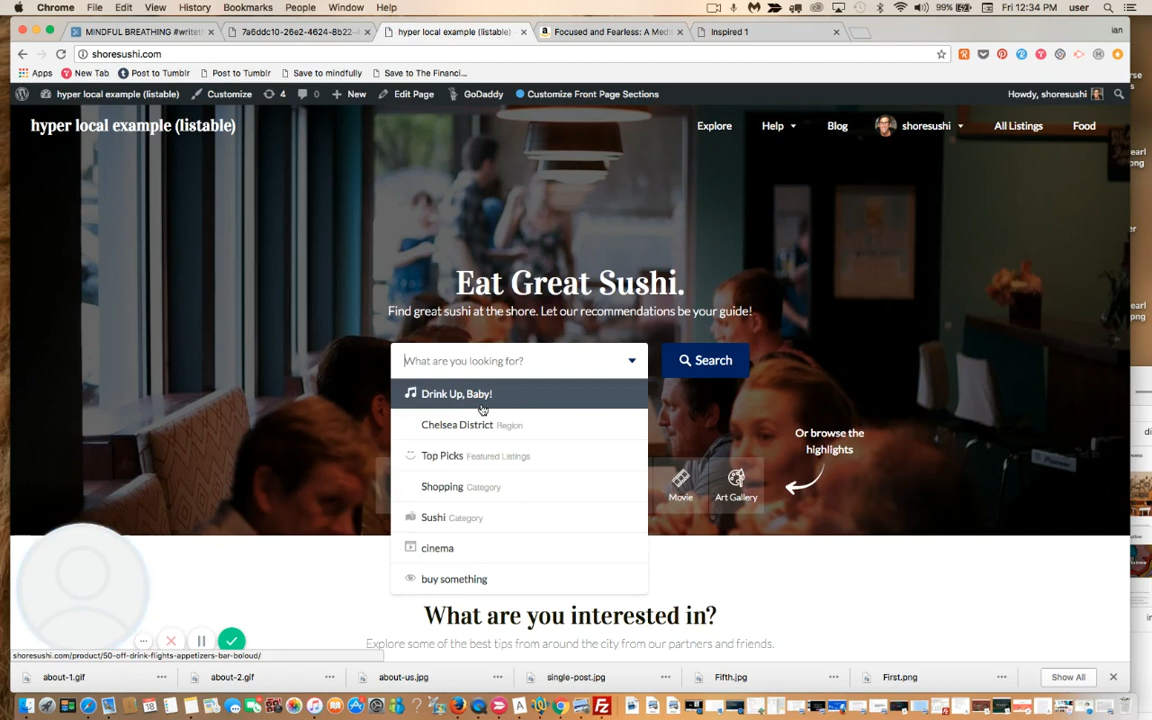 Chrome File Edit View History Bookmarks People Window Help 99% Fri 12:34 PM user
MINDFUL BREATHING #writet 7a6ddc10-26e2-4624-8b22- hyper local example (listable) Focused and Fearless: A Medi Inspired 1 ian
shoresushi.com
Apps New Tab Post to Tumblr Post to Tumblr Save to mindfully Save to The Financi...
hyper local example (listable) Customize 4 0 New Edit Page GoDaddy Customize Front Page Sections Howdy, shoresushi
hyper local example (listable) Explore Help Blog shoresushi All Listings Food
Eat Great Sushi.
Find great sushi at the shore. Let our recommendations be your guide!
What are you looking for? Search
Drink Up, Baby!
Chelsea District Region
Top Picks Featured Listings
Shopping Category
Sushi Category
cinema
buy something
Or browse the
highlights
Movie Art Gallery
What are you interested in?
Explore some of the best tips from around the city from our partners and friends.
shoresushi.com/product/50-off-drink-flights-appetizers-bar-boloud/
about-1.gif about-2.gif about-us.jpg single-post.jpg Fifth.jpg First.png Show All